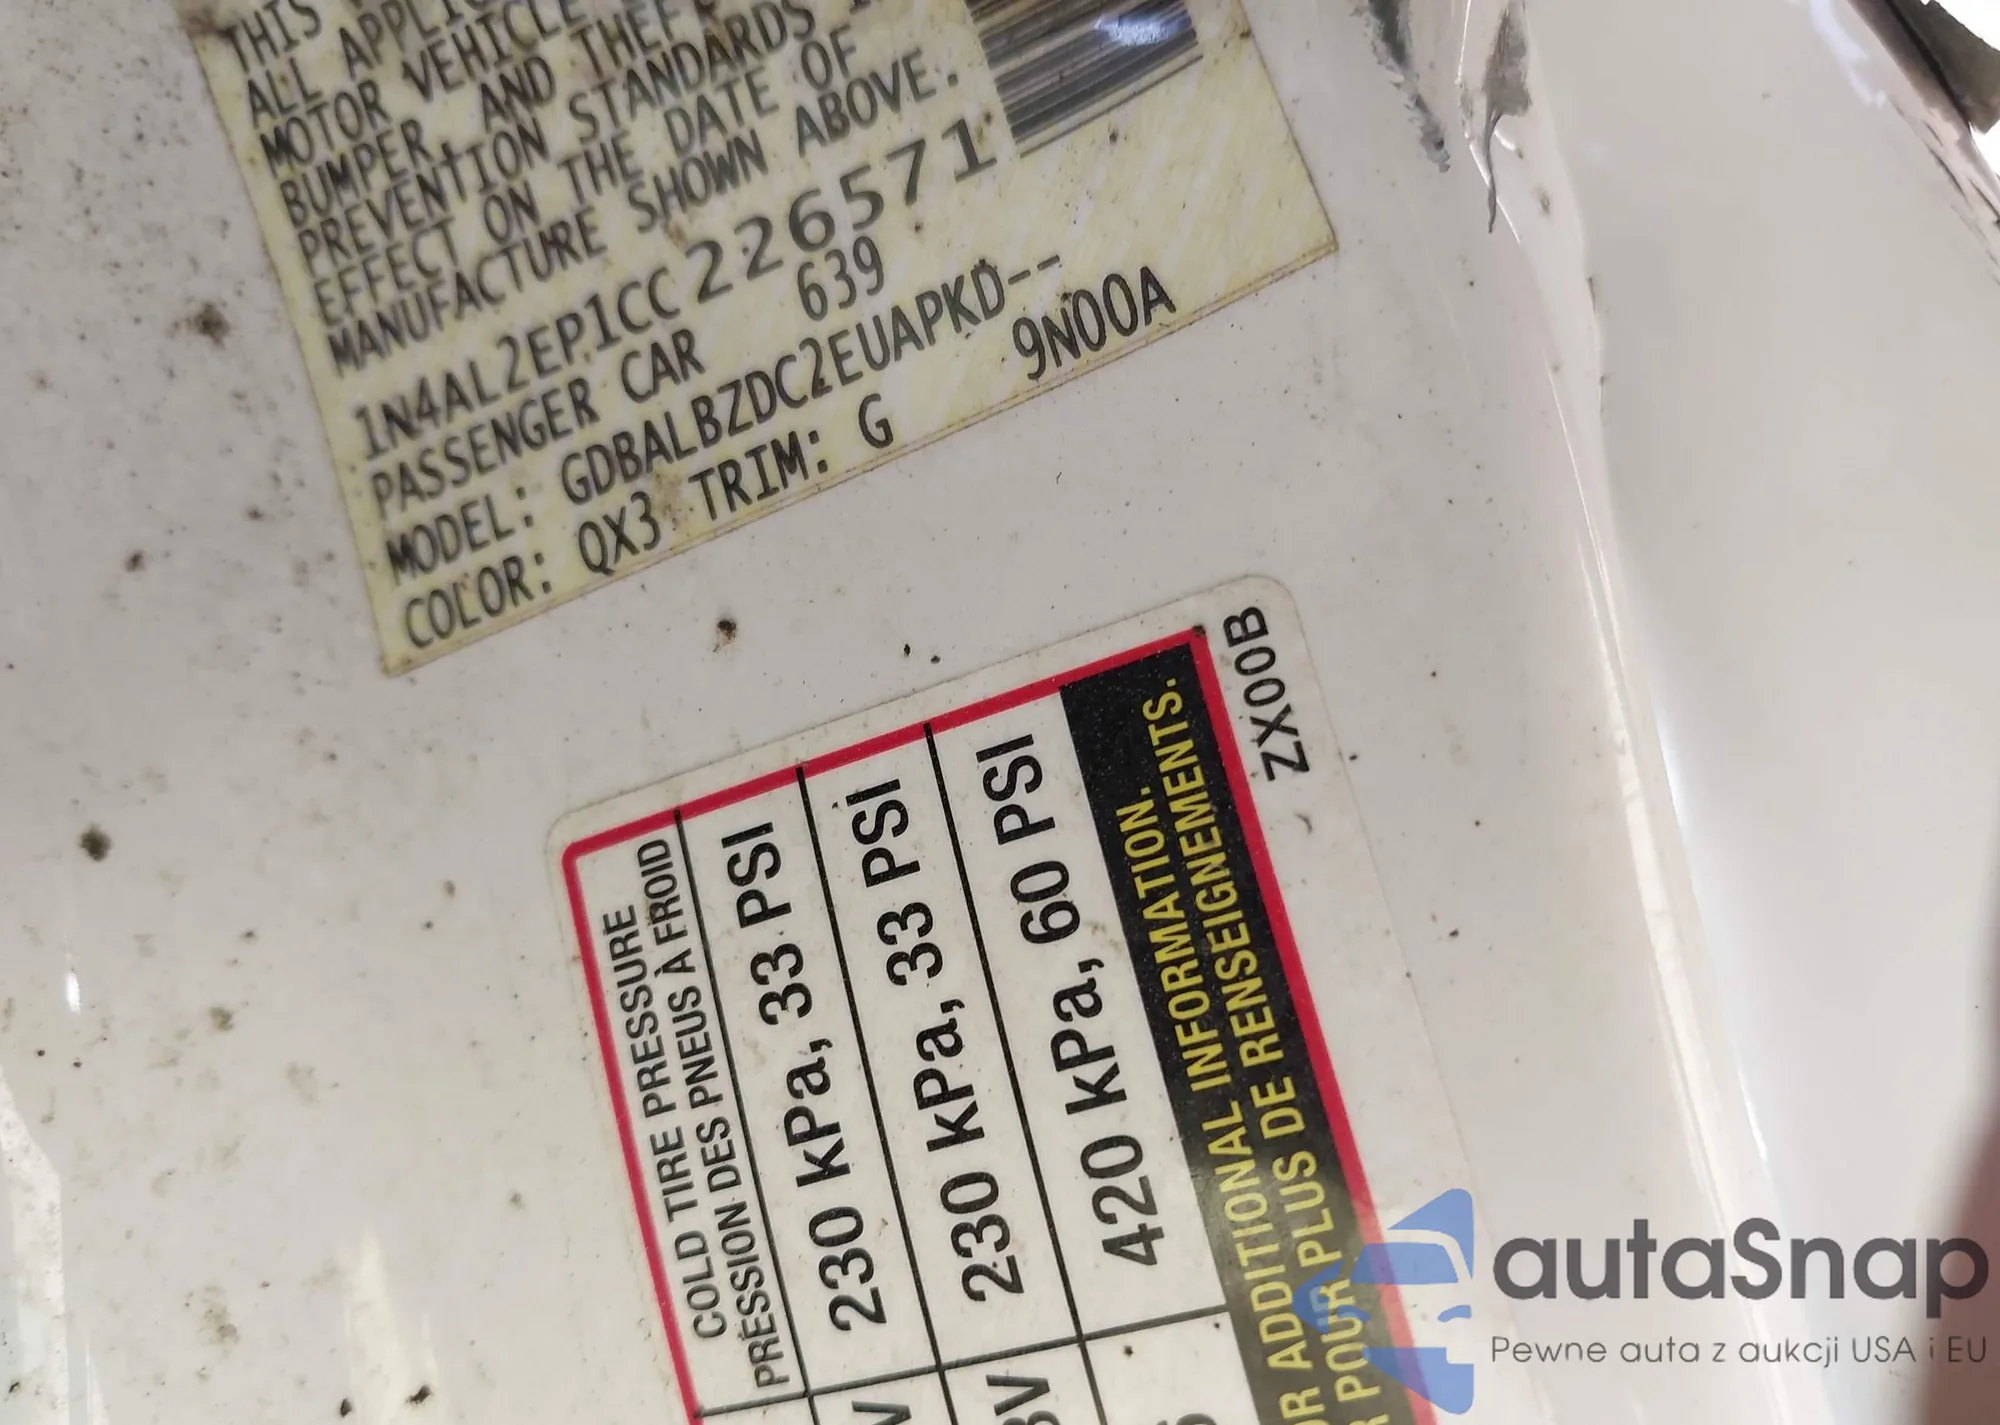 THIS
ALL APPLIC
MOTOR VEHICLE
BUMPER, AND THEF
PREVENTION STANDARDS
EFFECT ON THE DATE OF
MANUFACTURE SHOWN ABOVE.
1N4AL2EP1CC226571
PASSENGER CAR 639
MODEL: GDBALBZDC2EUAPKD--
COLOR: QX3 TRIM: G 9N00A
COLD TIRE PRESSURE
PRESSION DES PNEUS À FROID
230 kPa, 33 PSI
230 kPa, 33 PSI
420 kPa, 60 PSI
ADDITIONAL INFORMATION.
POUR PLUS DE RENSEIGNEMENTS.
ZX00B
autaSnap
Pewne auta z aukcji USA i EU